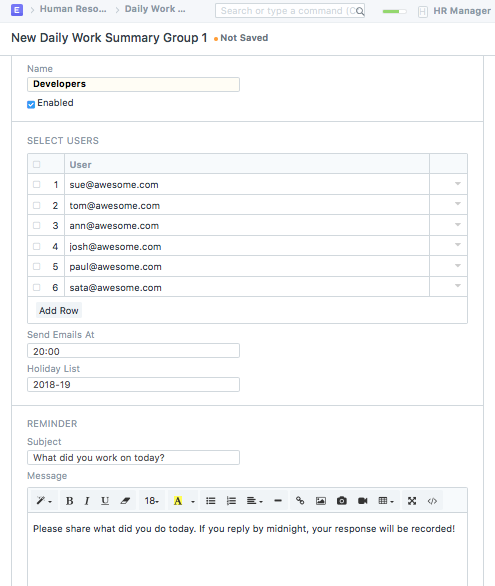 E Human Reso... Daily Work ... Search or type a command (C HR Manager
New Daily Work Summary Group 1 Not Saved
Name
Developers
Enabled
SELECT USERS
User
1 sue@awesome.com
2 tom@awesome.com
3 ann@awesome.com
4 josh@awesome.com
5 paul@awesome.com
6 sata@awesome.com
Add Row
Send Emails At
20:00
Holiday List
2018-19
REMINDER
Subject
What did you work on today?
Message
B I U 18 A
Please share what did you do today. If you reply by midnight, your response will be recorded!